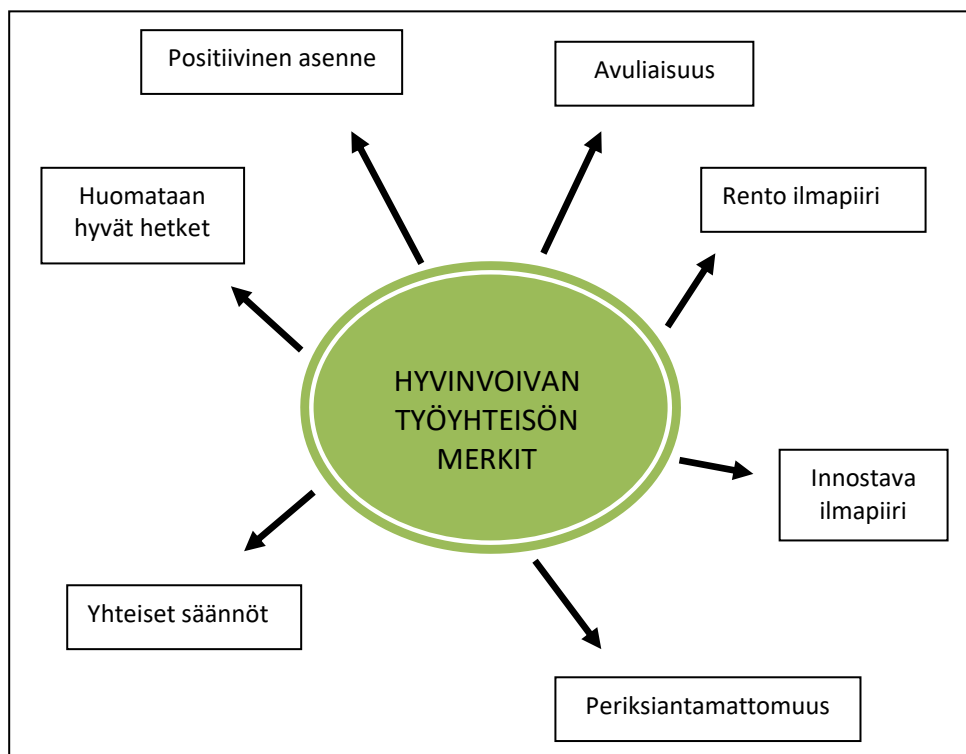 Positiivinen asenne
Avuliaisuus
Huomataan
hyvät hetket
Rento ilmapiiri
HYVINVOIVAN
TYÖYHTEISÖN
MERKIT
Innostava
ilmapiiri
Yhteiset säännöt
Periksiantamattomuus